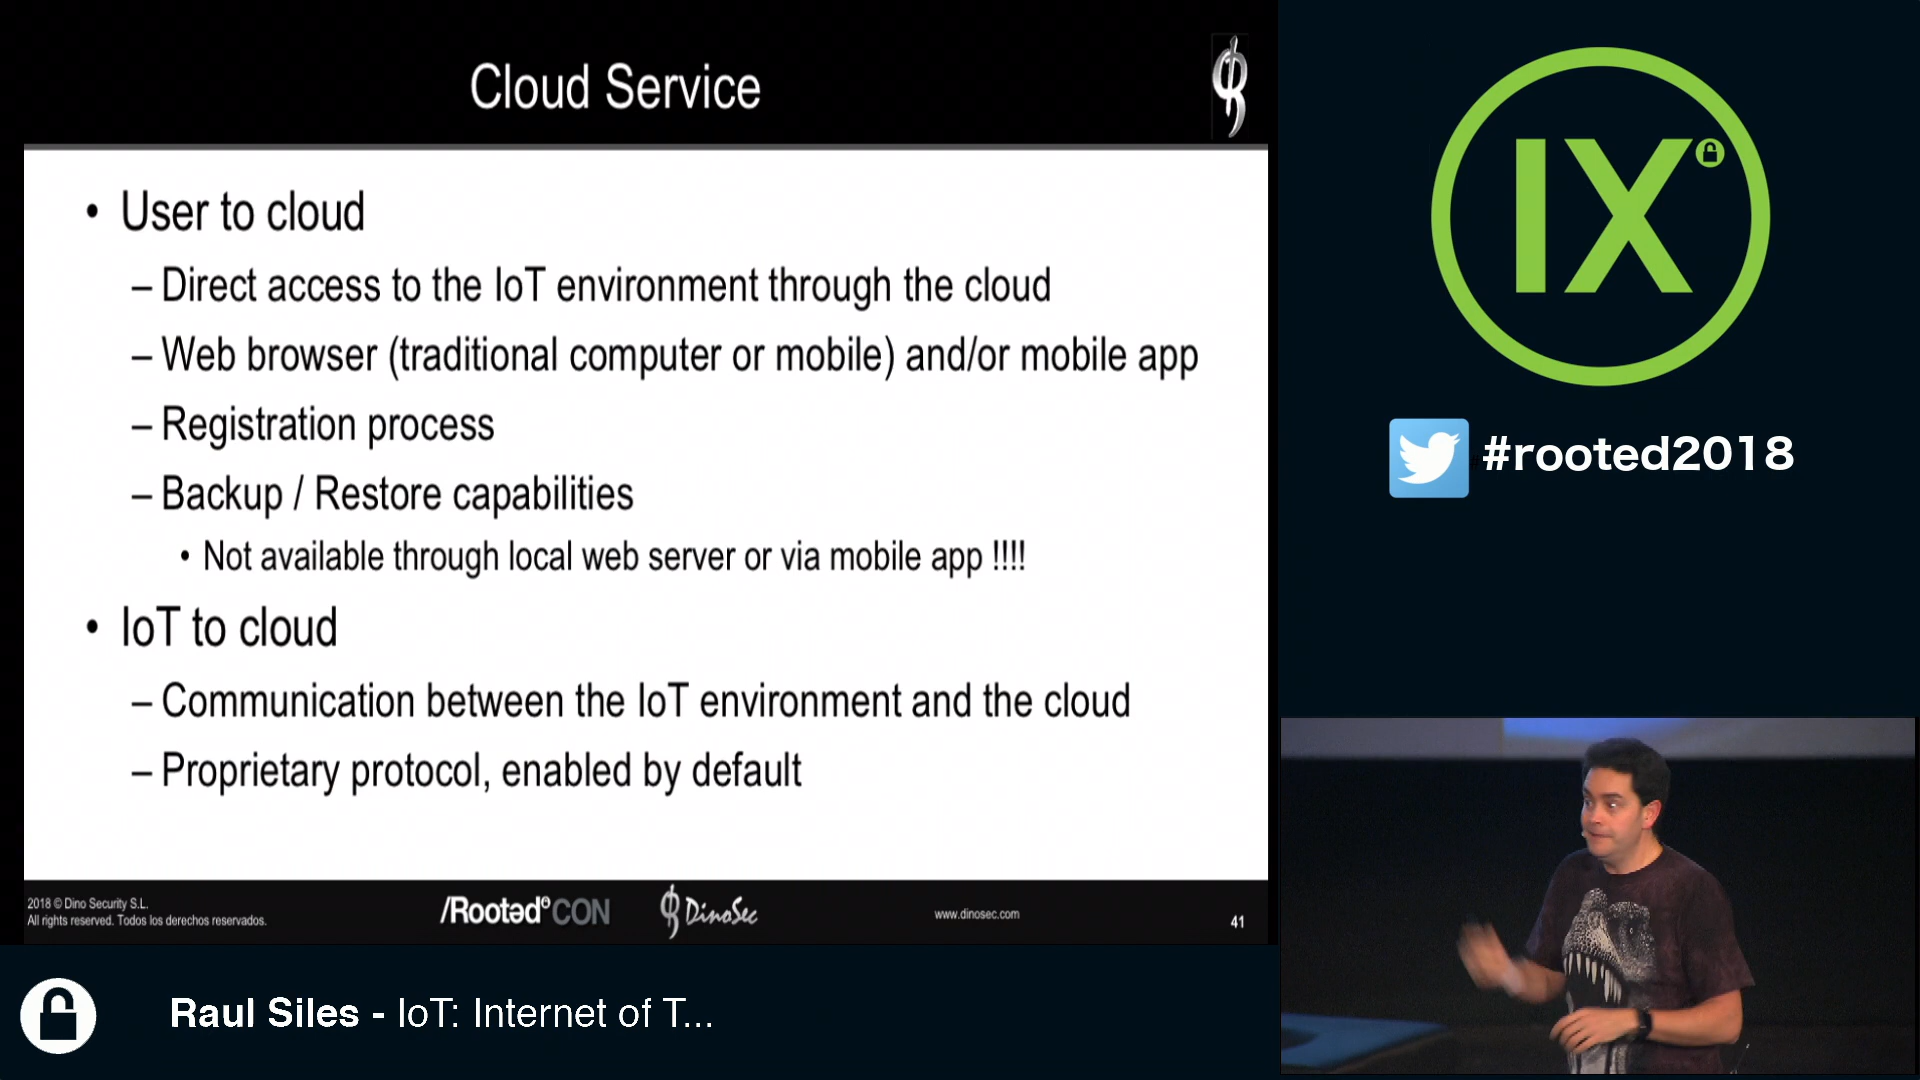 Cloud Service
• User to cloud
– Direct access to the IoT environment through the cloud
– Web browser (traditional computer or mobile) and/or mobile app
– Registration process
– Backup / Restore capabilities
• Not available through local web server or via mobile app !!!!
• IoT to cloud
– Communication between the IoT environment and the cloud
– Proprietary protocol, enabled by default
2018 © Dino Security S.L.
All rights reserved. Todos los derechos reservados.
/Rootəd CON
DinoSec
www.dinosec.com
41
IX
#rooted2018
Raul Siles - IoT: Internet of T...